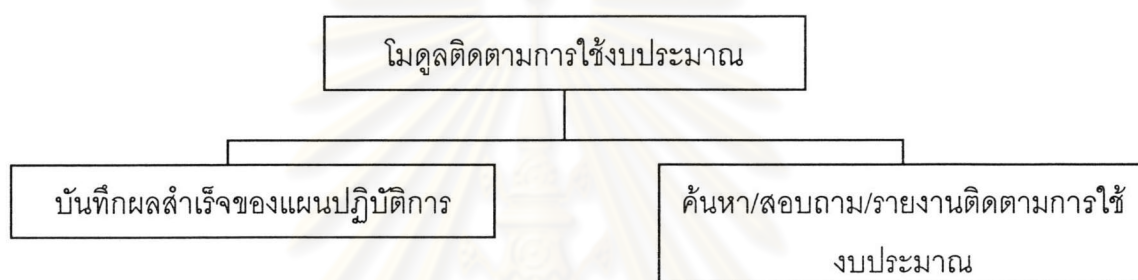 โมดูลติดตามการใช้งบประมาณ
บันทึกผลสำเร็จของแผนปฏิบัติการ
ค้นหา/สอบถาม/รายงานติดตามการใช้
งบประมาณ